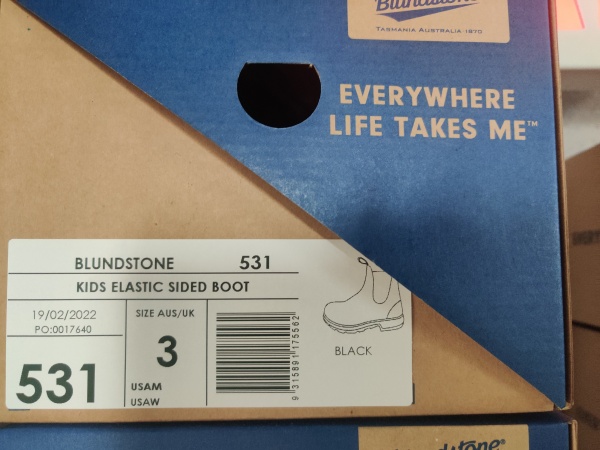 Blundstone
TASMANIA AUSTRALIA 1870
EVERYWHERE
LIFE TAKES ME™
BLUNDSTONE 531
KIDS ELASTIC SIDED BOOT
19/02/2022
PO:0017640
SIZE AUS/UK
3
531
USAM
USAW
9 315891 175562
BLACK
Blundstone®